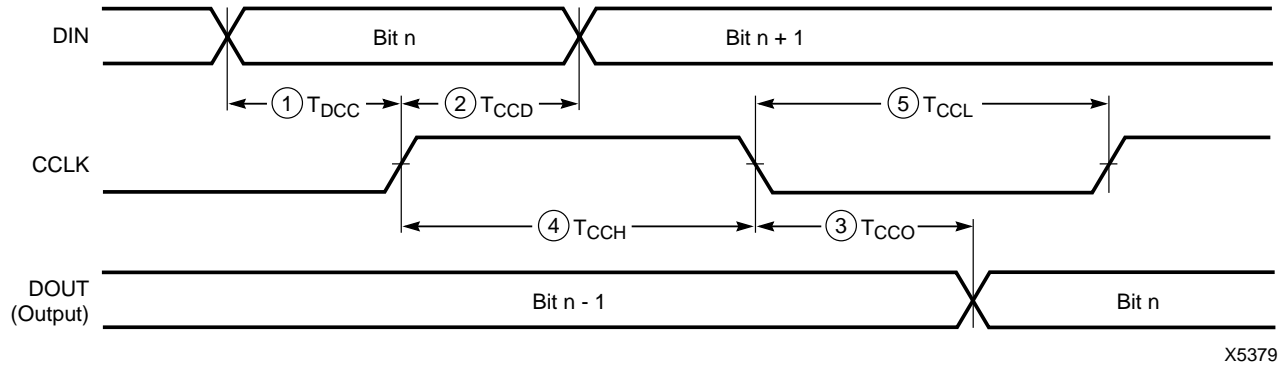 DIN
Bit n
Bit n + 1
1 TDCC
2 TCCD
5 TCCL
CCLK
4 TCCH
3 TCCO
DOUT
(Output)
Bit n - 1
Bit n
X5379